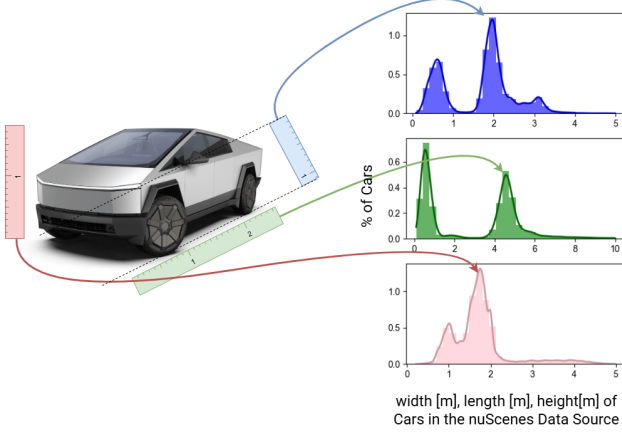 1.0
0.5
0.0
0 1 2 3 4 5
0.6
0.4
0.2
0.0
0 2 4 6 8 10
% of Cars
1.0
0.5
0.0
0 1 2 3 4 5
1
1
1
2
width [m], length [m], height[m] of
Cars in the nuScenes Data Source